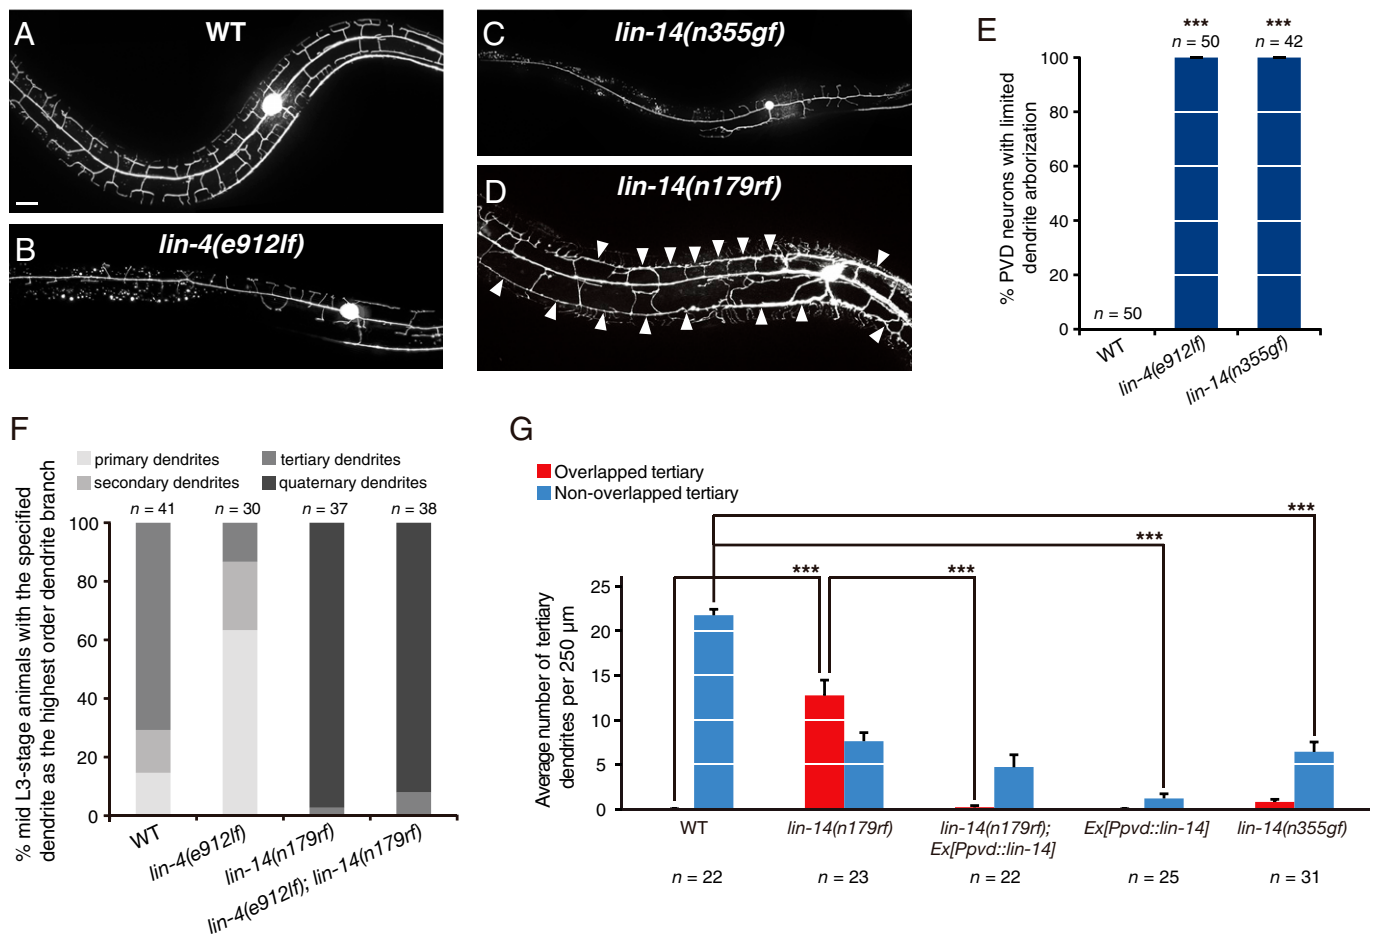 A
WT
B
lin-4(e912lf)
C
lin-14(n355gf)
D
lin-14(n179rf)
E
% PVD neurons with limited
dendrite arborization
100
80
60
40
20
0
***
n = 50
***
n = 42
n = 50
WT
lin-4(e912lf)
lin-14(n355gf)
F
primary dendrites
tertiary dendrites
secondary dendrites
quaternary dendrites
% mid L3-stage animals with the specified
dendrite as the highest order dendrite branch
n = 41
n = 30
n = 37
n = 38
100
80
60
40
20
0
WT
lin-4(e912lf)
lin-14(n179rf)
lin-4(e912lf); lin-14(n179rf)
G
Overlapped tertiary
Non-overlapped tertiary
Average number of tertiary
dendrites per 250 µm
***
***
***
***
25
20
15
10
5
0
WT
lin-14(n179rf)
lin-14(n179rf);
Ex[Ppvd::lin-14]
Ex[Ppvd::lin-14]
lin-14(n355gf)
n = 22
n = 23
n = 22
n = 25
n = 31